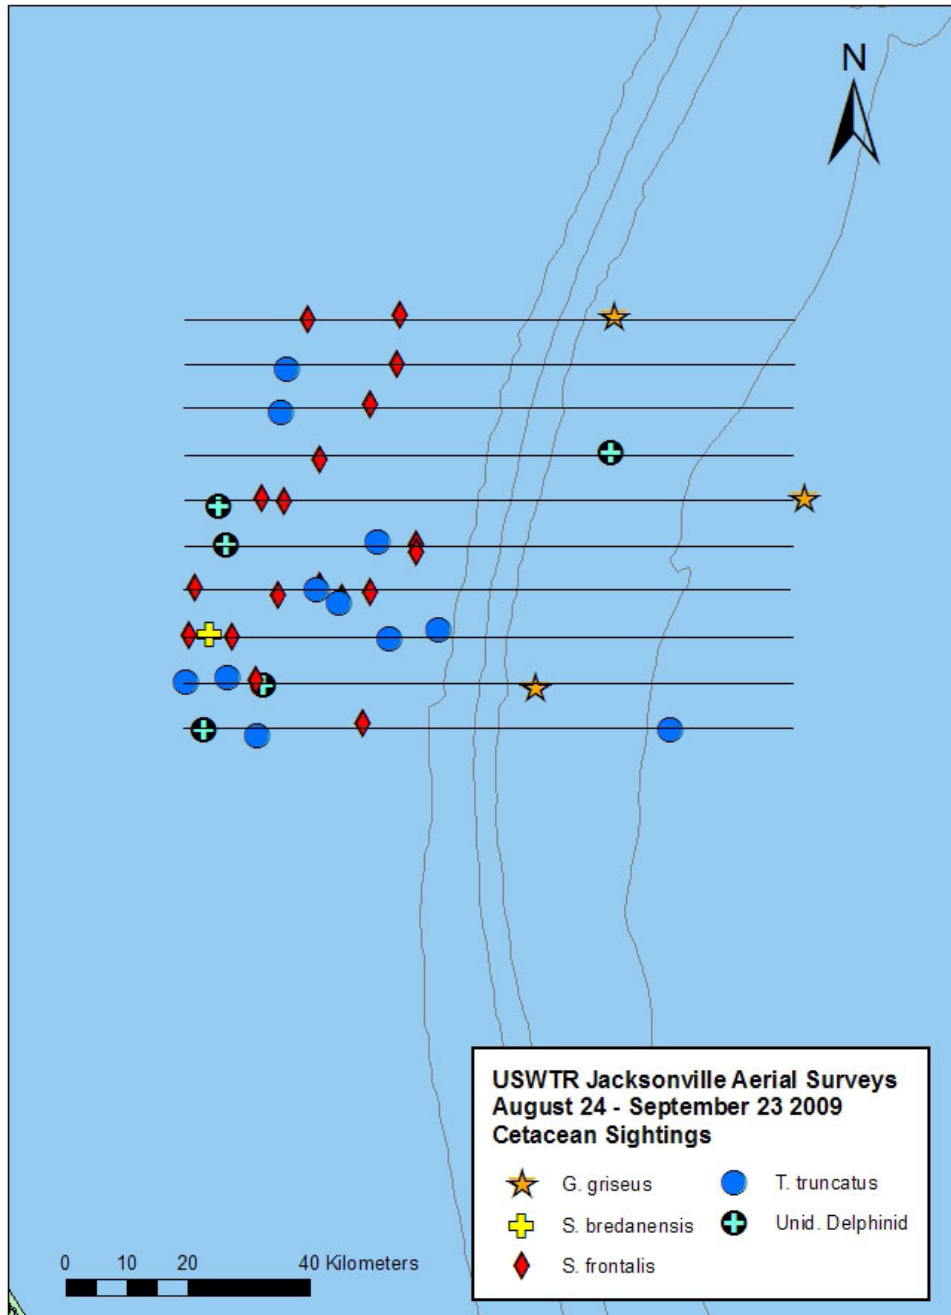 N
USWTR Jacksonville Aerial Surveys
August 24 - September 23 2009
Cetacean Sightings
G. griseus
T. truncatus
S. bredanensis
Unid. Delphinid
S. frontalis
0 10 20 40 Kilometers